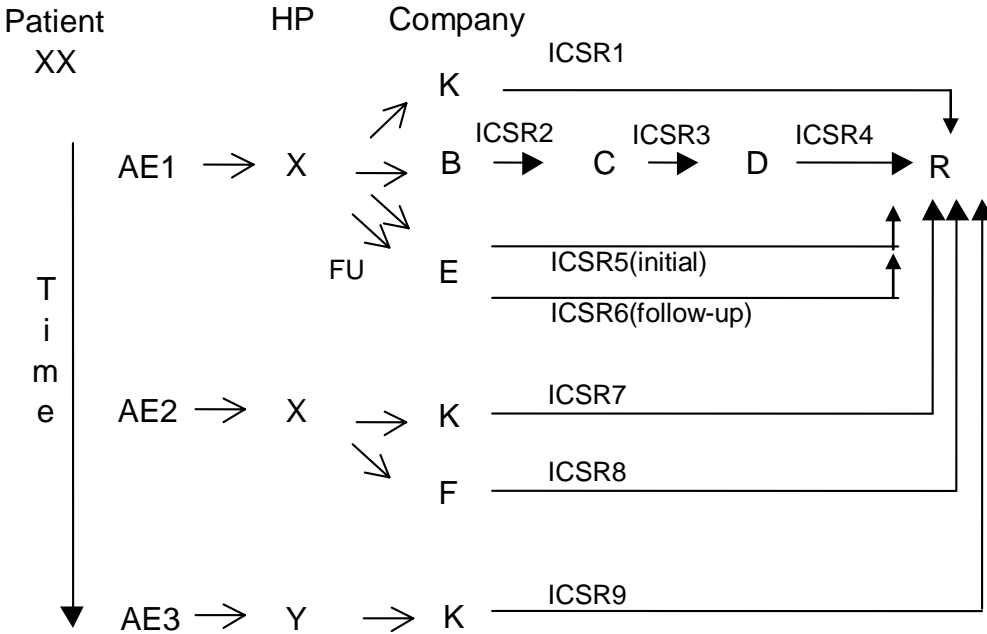 Patient HP Company
XX
ICSR1
K
ICSR2 ICSR3 ICSR4
AE1 X B C D R
FU E ICSR5(initial)
ICSR6(follow-up)
T
i
m
e
ICSR7
AE2 X K
ICSR8
F
ICSR9
AE3 Y K